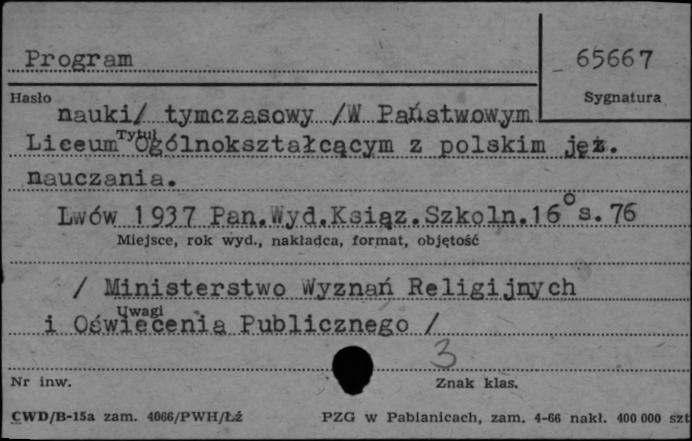 Program
65667
Hasło
Sygnatura
nauki/ tymczasowy /W Państwowym
Tytuł
Liceum Ogólnokształcącym z polskim jęz.
nauczania.
Lwów 1937 Pan.Wyd.Książ.Szkoln.16° s. 76
Miejsce, rok wyd., nakładca, format, objętość
/ Ministerstwo Wyznań Religijnych
Uwagi
i Oświecenia Publicznego /
3
Nr inw.
Znak klas.
CWD/B-15a zam. 4066/PWH/Łź
PZG w Pabianicach, zam. 4-66 nakł. 400 000 szt